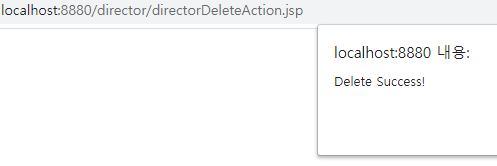 localhost:8880/director/directorDeleteAction.jsp
localhost:8880 내용:
Delete Success!